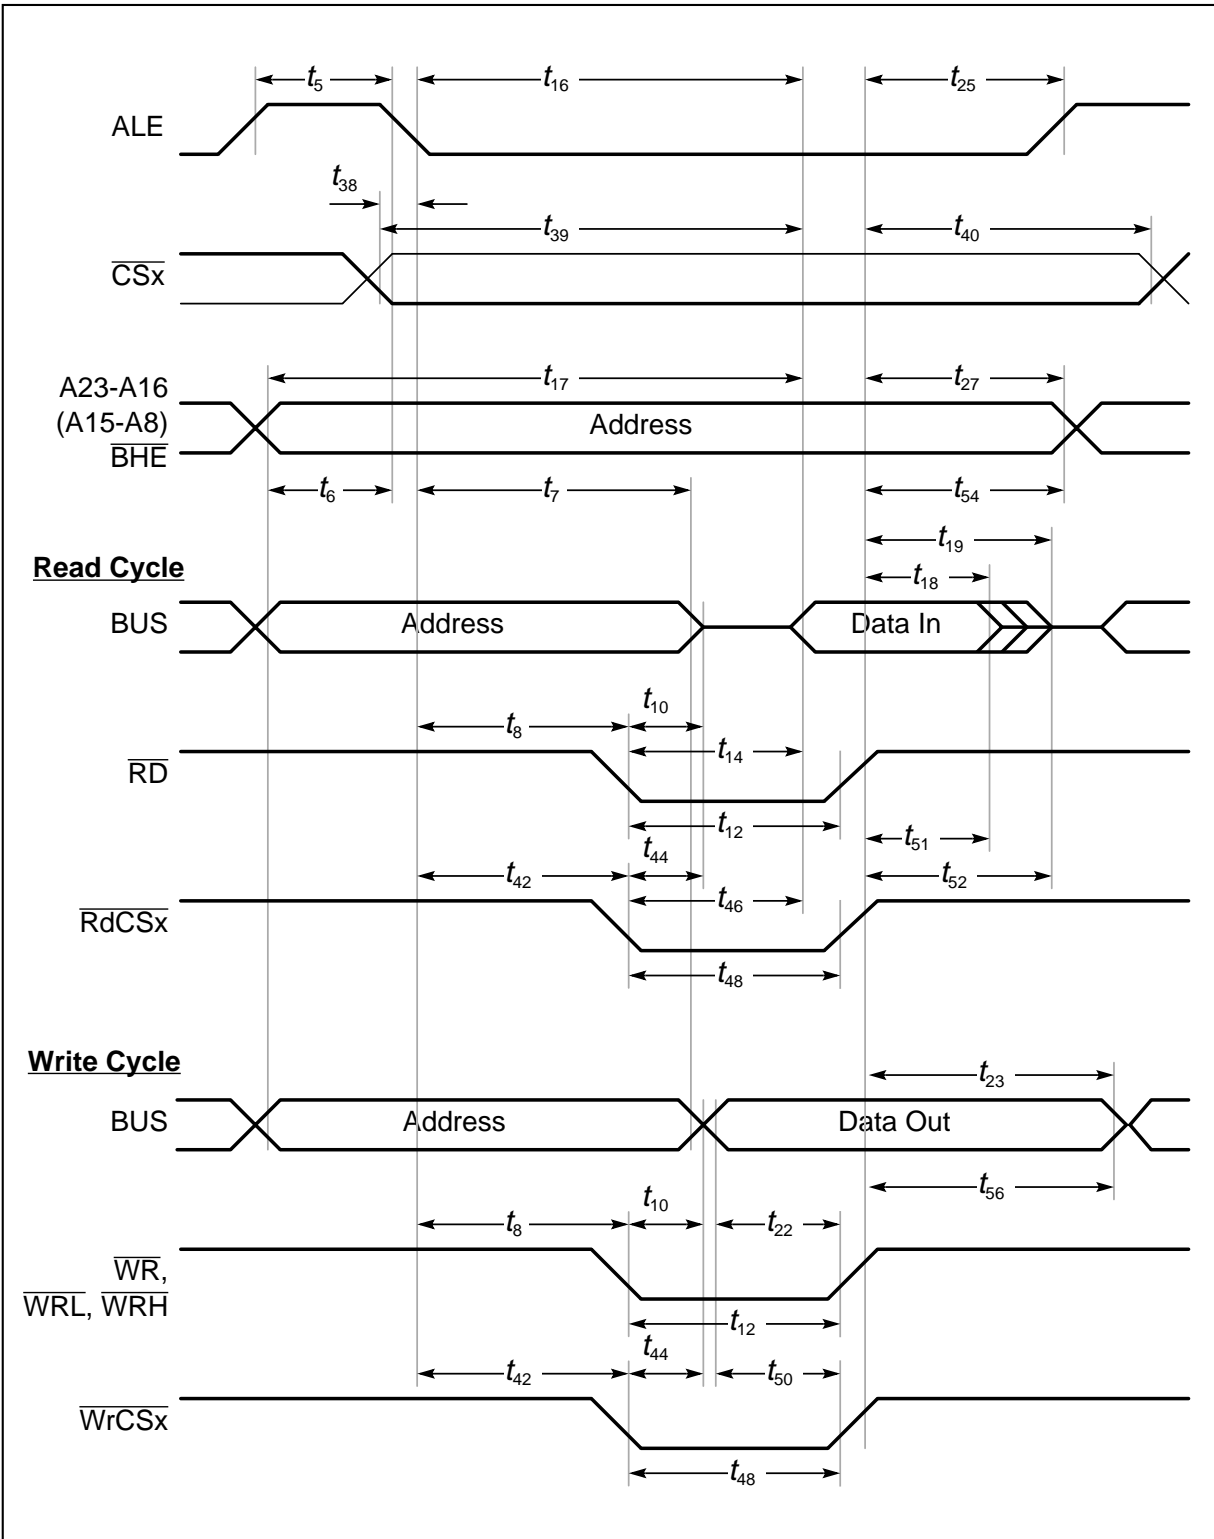 t5 t16 t25
ALE
t38
t39 t40
CSx
t17 t27
A23-A16
(A15-A8)
BHE
Address
t6 t7 t54
t19
Read Cycle
t18
BUS Address Data In
t10
t8
t14
RD
t12
t51
t44
t42 t52
t46
RdCSx
t48
Write Cycle
t23
BUS Address Data Out
t56
t10
t8 t22
WR,
WRL, WRH
t12
t44
t42 t50
WrCSx
t48